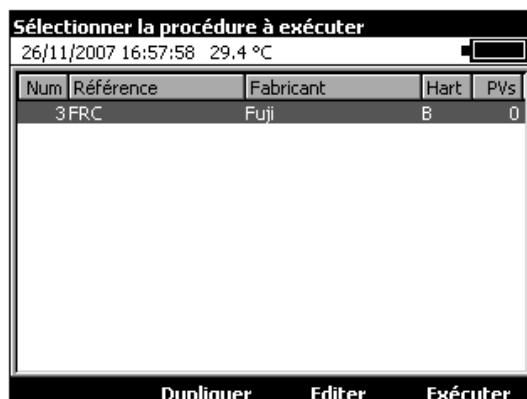 Sélectionner la procédure à exécuter
26/11/2007 16:57:58 29.4 °C
Num Référence Fabricant Hart PVs
3 FRC Fuji B 0
Dupliquer Editer Exécuter